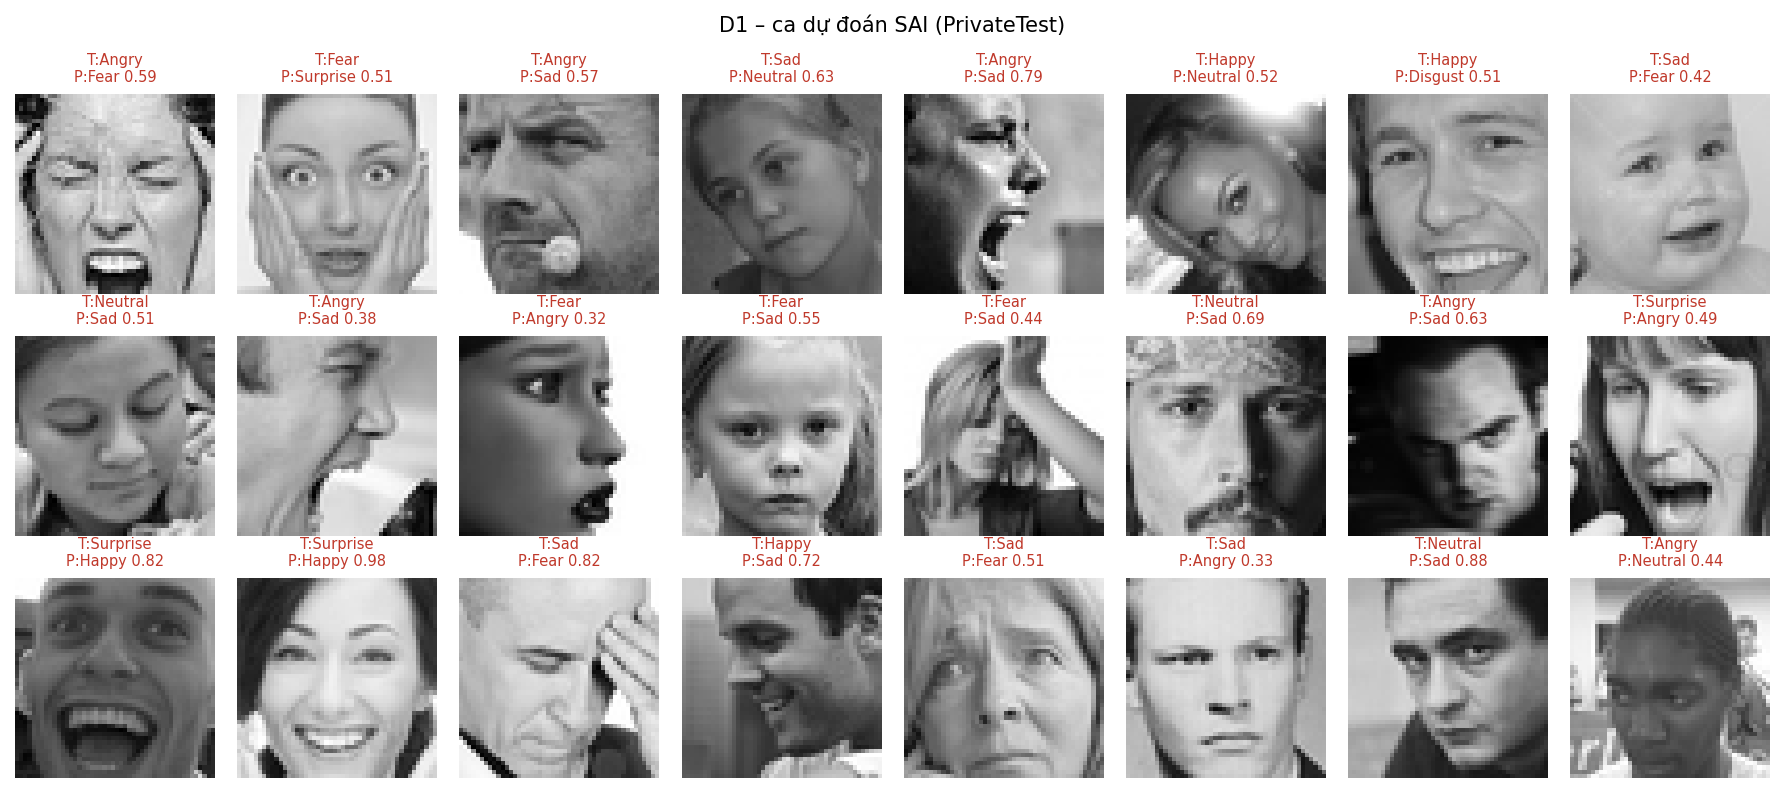 D1 – ca dự đoán SAI (PrivateTest)
T:Angry
P:Fear 0.59
T:Fear
P:Surprise 0.51
T:Angry
P:Sad 0.57
T:Sad
P:Neutral 0.63
T:Angry
P:Sad 0.79
T:Happy
P:Neutral 0.52
T:Happy
P:Disgust 0.51
T:Sad
P:Fear 0.42
T:Neutral
P:Sad 0.51
T:Angry
P:Sad 0.38
T:Fear
P:Angry 0.32
T:Fear
P:Sad 0.55
T:Fear
P:Sad 0.44
T:Neutral
P:Sad 0.69
T:Angry
P:Sad 0.63
T:Surprise
P:Angry 0.49
T:Surprise
P:Happy 0.82
T:Surprise
P:Happy 0.98
T:Sad
P:Fear 0.82
T:Happy
P:Sad 0.72
T:Sad
P:Fear 0.51
T:Sad
P:Angry 0.33
T:Neutral
P:Sad 0.88
T:Angry
P:Neutral 0.44